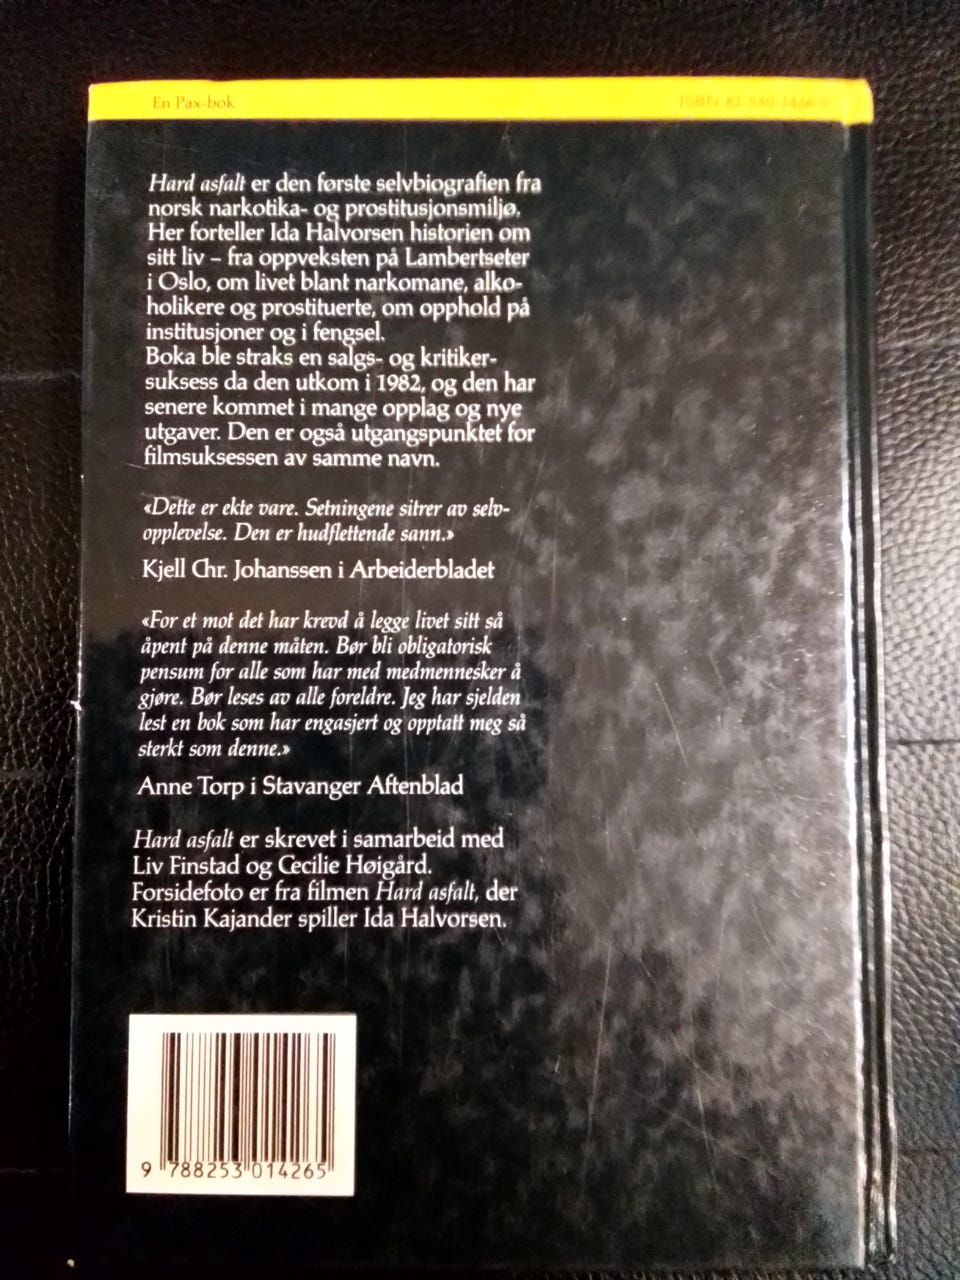 En Pax-bok
ISBN 82-530-1426-0
Hard asfalt er den første selvbiografien fra
norsk narkotika- og prostitusjonsmiljø.
Her forteller Ida Halvorsen historien om
sitt liv – fra oppveksten på Lambertseter
i Oslo, om livet blant narkomane, alko-
holikere og prostituerte, om opphold på
institusjoner og i fengsel.
Boka ble straks en salgs- og kritiker-
suksess da den utkom i 1982, og den har
senere kommet i mange opplag og nye
utgaver. Den er også utgangspunktet for
filmsuksessen av samme navn.
«Dette er ekte vare. Setningene sitrer av selv-
opplevelse. Den er hudflettende sann.»
Kjell Chr. Johanssen i Arbeiderbladet
«For et mot det har krevd å legge livet sitt så
åpent på denne måten. Bør bli obligatorisk
pensum for alle som har med medmennesker å
gjøre. Bør leses av alle foreldre. Jeg har sjelden
lest en bok som har engasjert og opptatt meg så
sterkt som denne.»
Anne Torp i Stavanger Aftenblad
Hard asfalt er skrevet i samarbeid med
Liv Finstad og Cecilie Høigård.
Forsidefoto er fra filmen Hard asfalt, der
Kristin Kajander spiller Ida Halvorsen.
9 788253 014265